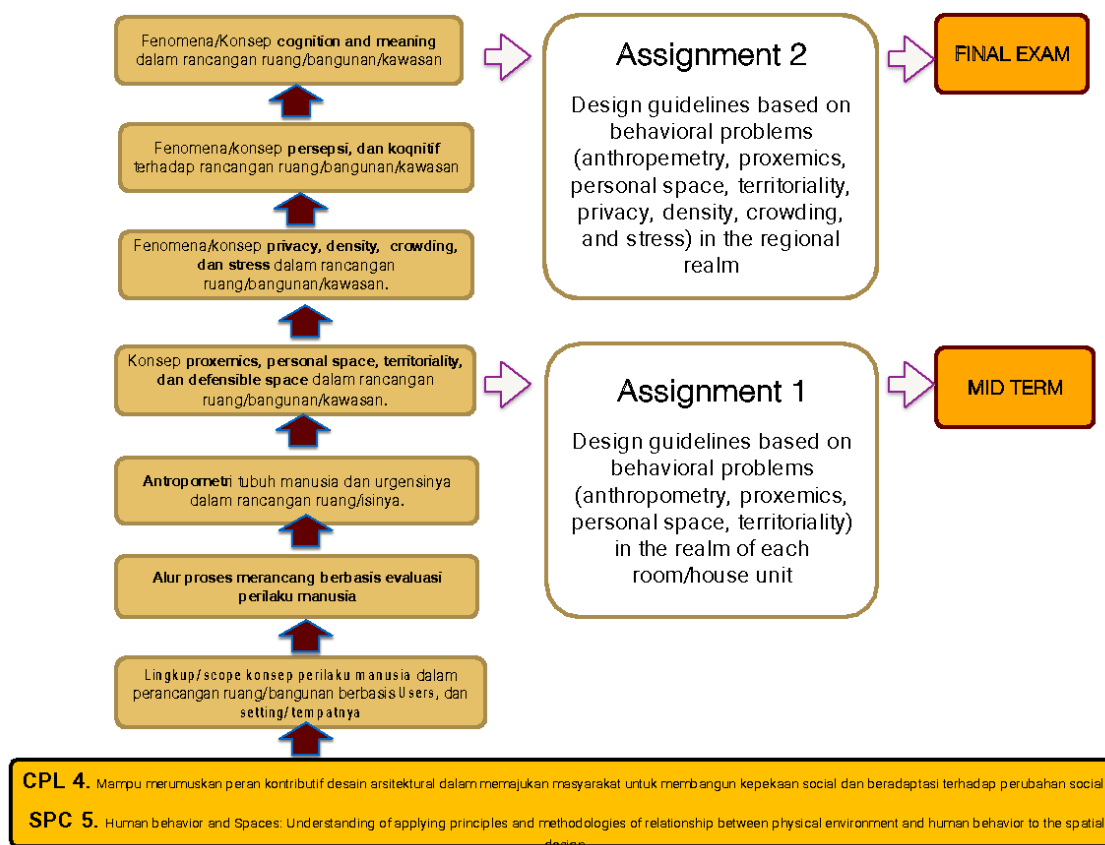 Fenomena/Konsep cognition and meaning
dalam rancangan ruang/bangunan/kawasan
Fenomena/konsep persepsi, dan koqnitif
terhadap rancangan ruang/bangunan/kawasan
Fenomena/konsep privacy, density, crowding,
dan stress dalam rancangan
ruang/bangunan/kawasan.
Konsep proxemics, personal space, territoriality,
dan defensible space dalam rancangan
ruang/bangunan/kawasan.
Antropometri tubuh manusia dan urgensinya
dalam rancangan ruang/isinya.
Alur proses merancang berbasis evaluasi
perilaku manusia
Lingkup/scope konsep perilaku manusia dalam
perancangan ruang/bangunan berbasis Users, dan
setting/tempatnya
Assignment 2
Design guidelines based on
behavioral problems
(anthropemetry, proxemics,
personal space, territoriality,
privacy, density, crowding,
and stress) in the regional
realm
FINAL EXAM
Assignment 1
Design guidelines based on
behavioral problems
(anthropometry, proxemics,
personal space, territoriality)
in the realm of each
room/house unit
MID TERM
CPL 4. Mampu merumuskan peran kontributif desain arsitektural dalam memajukan masyarakat untuk membangun kepekaan social dan beradaptasi terhadap perubahan social
SPC 5. Human behavior and Spaces: Understanding of applying principles and methodologies of relationship between physical environment and human behavior to the spatial
design